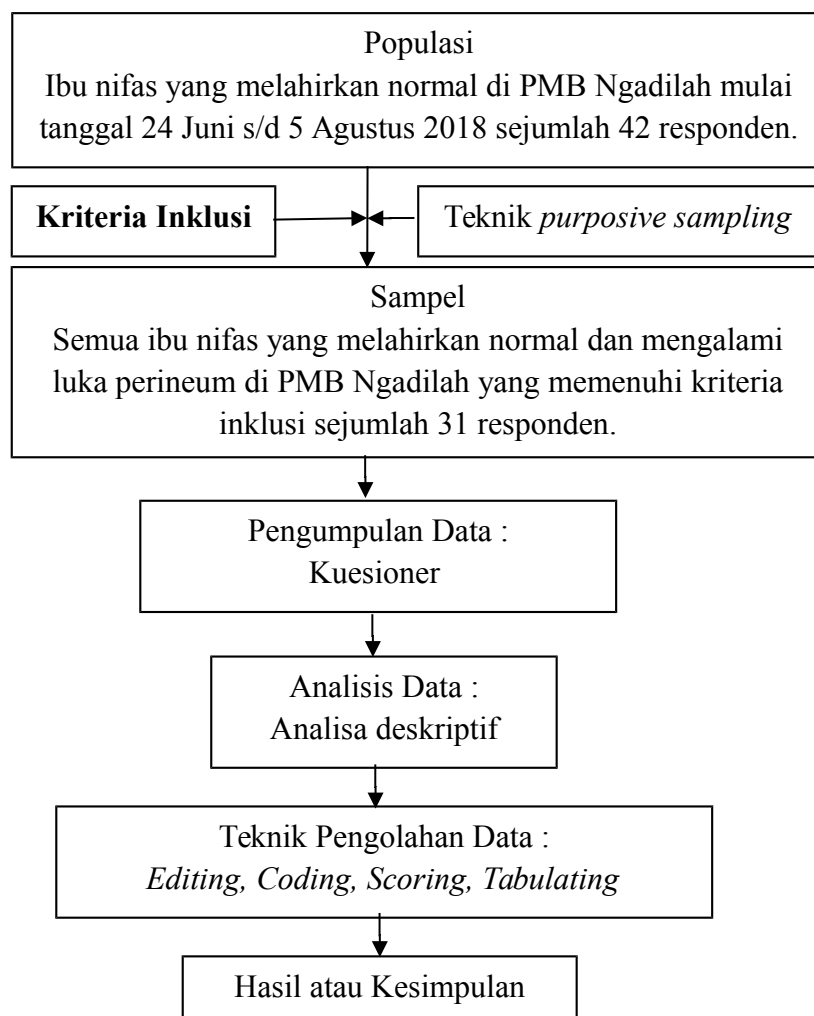 Populasi
Ibu nifas yang melahirkan normal di PMB Ngadilah mulai
tanggal 24 Juni s/d 5 Agustus 2018 sejumlah 42 responden.
Kriteria Inklusi
Teknik purposive sampling
Sampel
Semua ibu nifas yang melahirkan normal dan mengalami
luka perineum di PMB Ngadilah yang memenuhi kriteria
inklusi sejumlah 31 responden.
Pengumpulan Data :
Kuesioner
Analisis Data :
Analisa deskriptif
Teknik Pengolahan Data :
Editing, Coding, Scoring, Tabulating
Hasil atau Kesimpulan